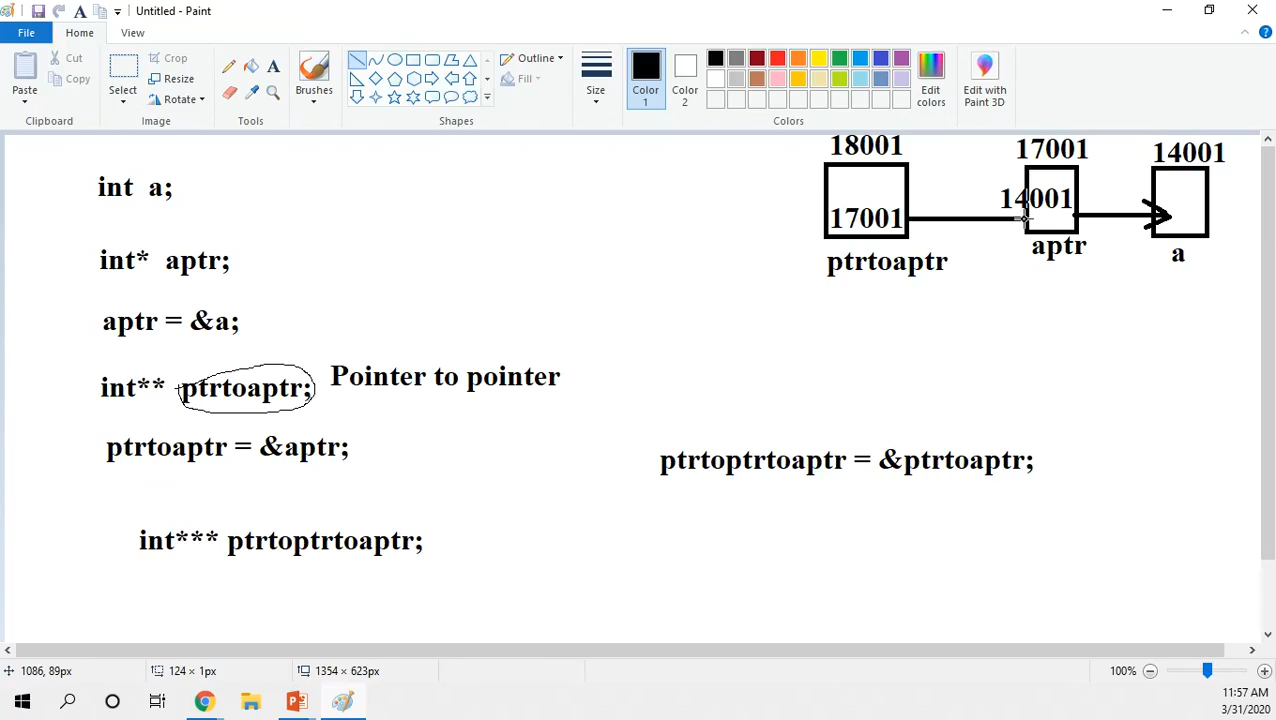 Untitled - Paint
File
Home
View
Paste
Cut
Copy
Clipboard
Select
Crop
Resize
Rotate
Image
A
Tools
Brushes
Outline
Fill
Shapes
Size
Color 1
Color 2
Edit colors
Edit with Paint 3D
Colors
18001
17001
14001
17001
14001
ptrtoaptr
aptr
a
int a;
int* aptr;
aptr = &a;
int** ptrtoaptr;
Pointer to pointer
ptrtoaptr = &aptr;
ptrtoptrtoaptr = &ptrtoaptr;
int*** ptrtoptrtoaptr;
1086, 89px
124 × 1px
1354 × 623px
100%
11:57 AM
3/31/2020